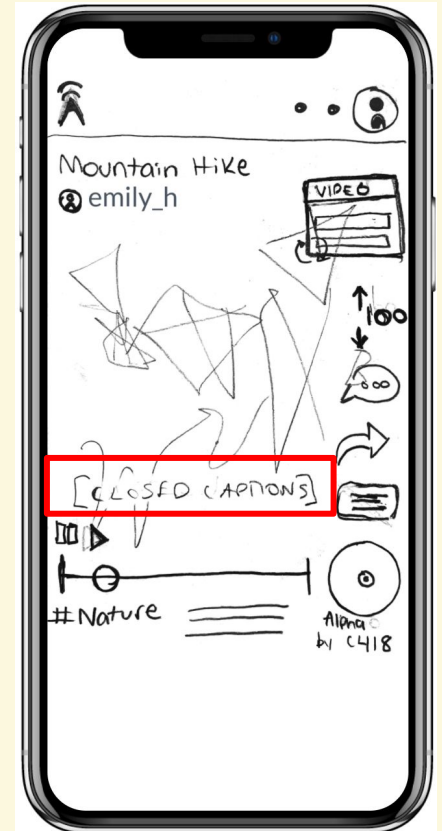 Mountain Hike
emily_h
VIDEO
100
[CLOSED CAPTIONS]
#Nature
Alpha
by C418